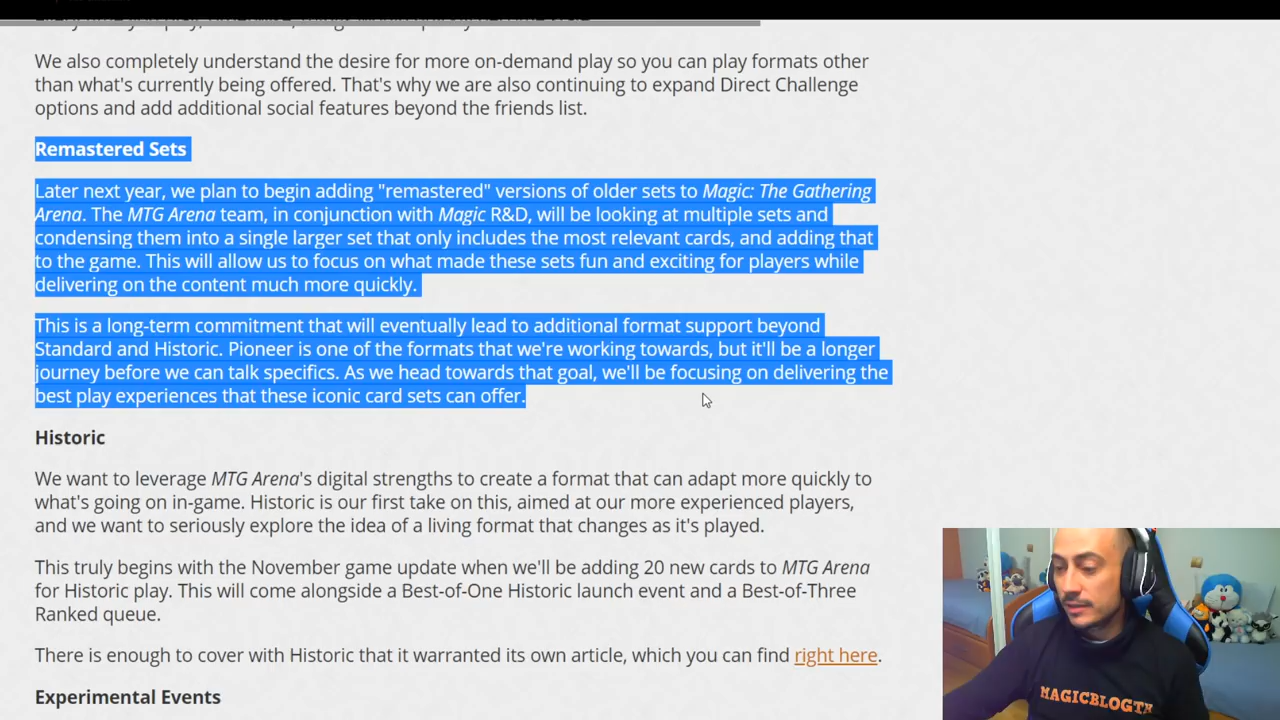 We also completely understand the desire for more on-demand play so you can play formats other
than what's currently being offered. That's why we are also continuing to expand Direct Challenge
options and add additional social features beyond the friends list.
Remastered Sets
Later next year, we plan to begin adding "remastered" versions of older sets to Magic: The Gathering
Arena. The MTG Arena team, in conjunction with Magic R&D, will be looking at multiple sets and
condensing them into a single larger set that only includes the most relevant cards, and adding that
to the game. This will allow us to focus on what made these sets fun and exciting for players while
delivering on the content much more quickly.
This is a long-term commitment that will eventually lead to additional format support beyond
Standard and Historic. Pioneer is one of the formats that we're working towards, but it'll be a longer
journey before we can talk specifics. As we head towards that goal, we'll be focusing on delivering the
best play experiences that these iconic card sets can offer.
Historic
We want to leverage MTG Arena's digital strengths to create a format that can adapt more quickly to
what's going on in-game. Historic is our first take on this, aimed at our more experienced players,
and we want to seriously explore the idea of a living format that changes as it's played.
This truly begins with the November game update when we'll be adding 20 new cards to MTG Arena
for Historic play. This will come alongside a Best-of-One Historic launch event and a Best-of-Three
Ranked queue.
There is enough to cover with Historic that it warranted its own article, which you can find right here.
Experimental Events